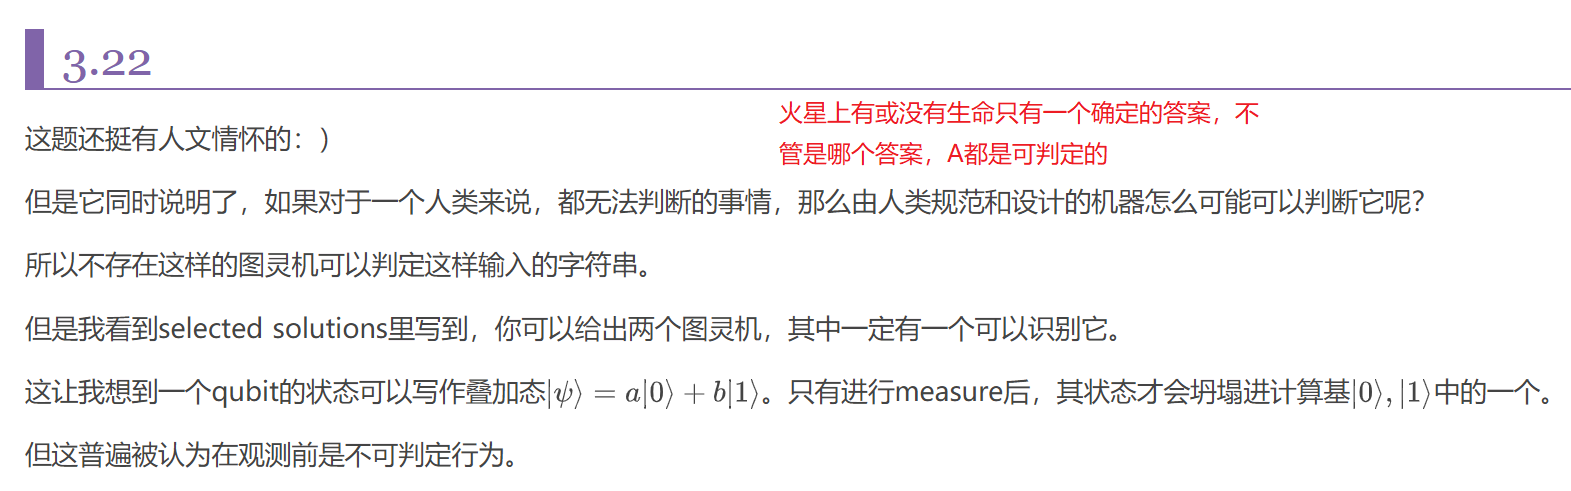 3.22
火星上有或没有生命只有一个确定的答案，不
管是哪个答案，A都是可判定的
这题还挺有人文情怀的：）
但是它同时说明了，如果对于一个人类来说，都无法判断的事情，那么由人类规范和设计的机器怎么可能可以判断它呢？
所以不存在这样的图灵机可以判定这样输入的字符串。
但是我看到selected solutions里写到，你可以给出两个图灵机，其中一定有一个可以识别它。
这让我想到一个qubit的状态可以写作叠加态|ψ⟩ = a|0⟩ + b|1⟩。只有进行measure后，其状态才会坍塌进计算基|0⟩, |1⟩中的一个。
但这普遍被认为在观测前是不可判定行为。